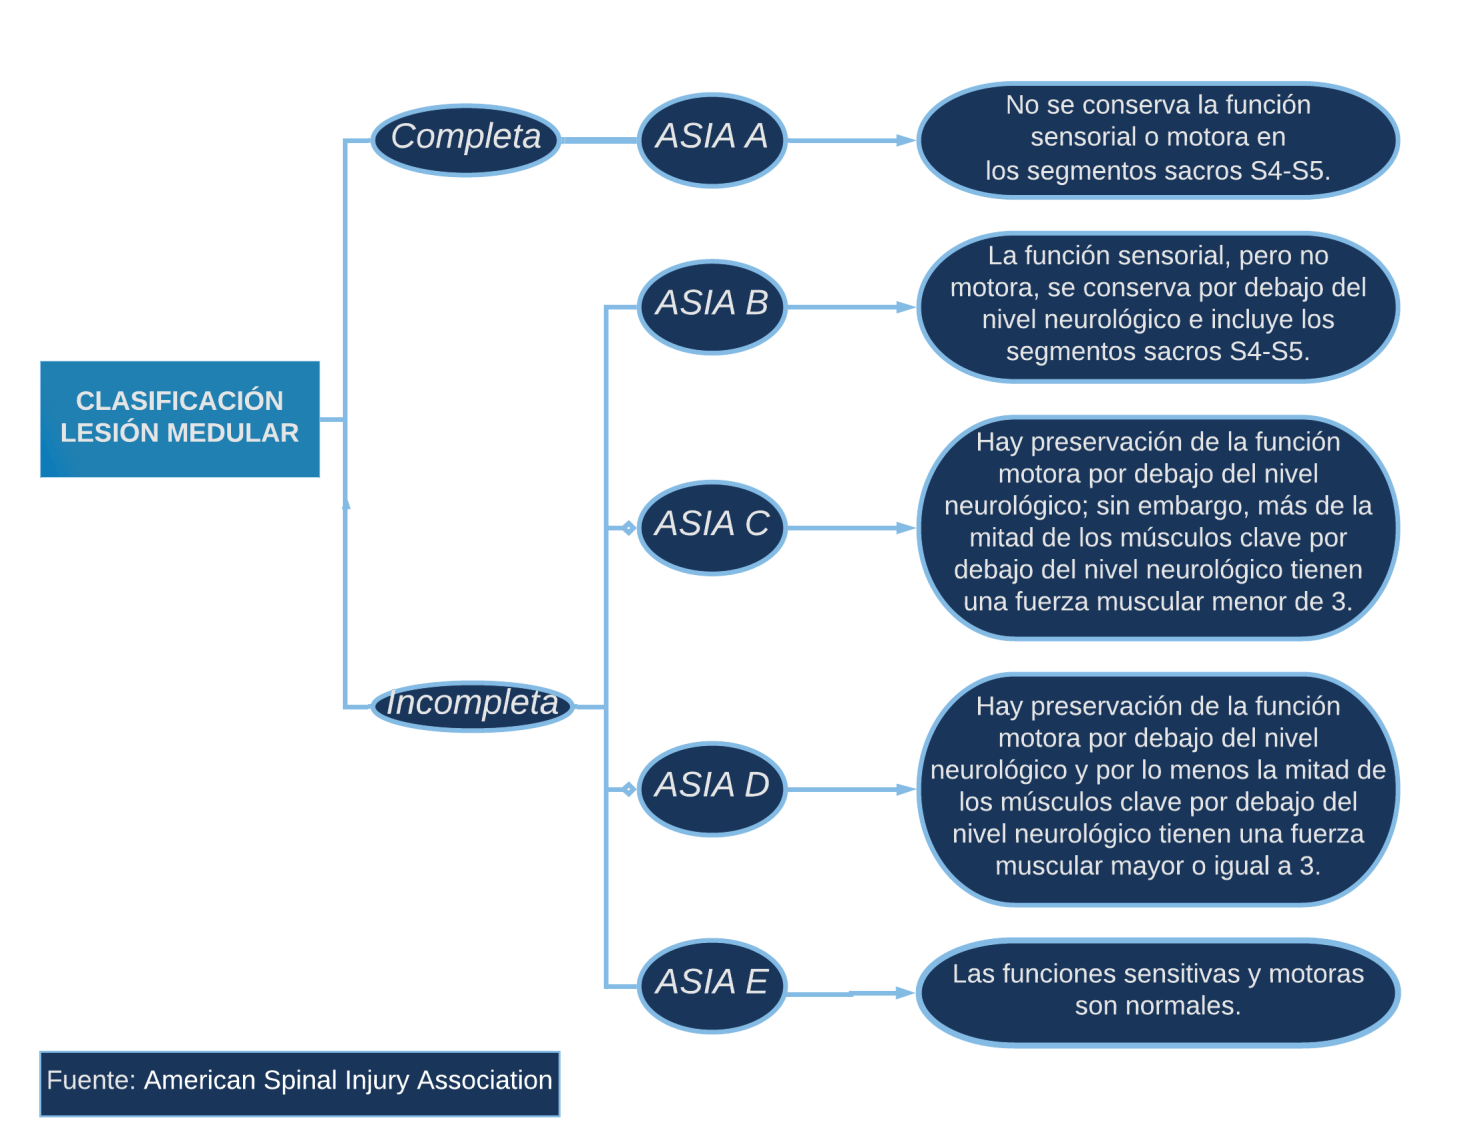 CLASIFICACIÓN
LESIÓN MEDULAR
Completa
ASIA A
No se conserva la función
sensorial o motora en
los segmentos sacros S4-S5.
Incompleta
ASIA B
La función sensorial, pero no
motora, se conserva por debajo del
nivel neurológico e incluye los
segmentos sacros S4-S5.
ASIA C
Hay preservación de la función
motora por debajo del nivel
neurológico; sin embargo, más de la
mitad de los músculos clave por
debajo del nivel neurológico tienen
una fuerza muscular menor de 3.
ASIA D
Hay preservación de la función
motora por debajo del nivel
neurológico y por lo menos la mitad de
los músculos clave por debajo del
nivel neurológico tienen una fuerza
muscular mayor o igual a 3.
ASIA E
Las funciones sensitivas y motoras
son normales.
Fuente: American Spinal Injury Association